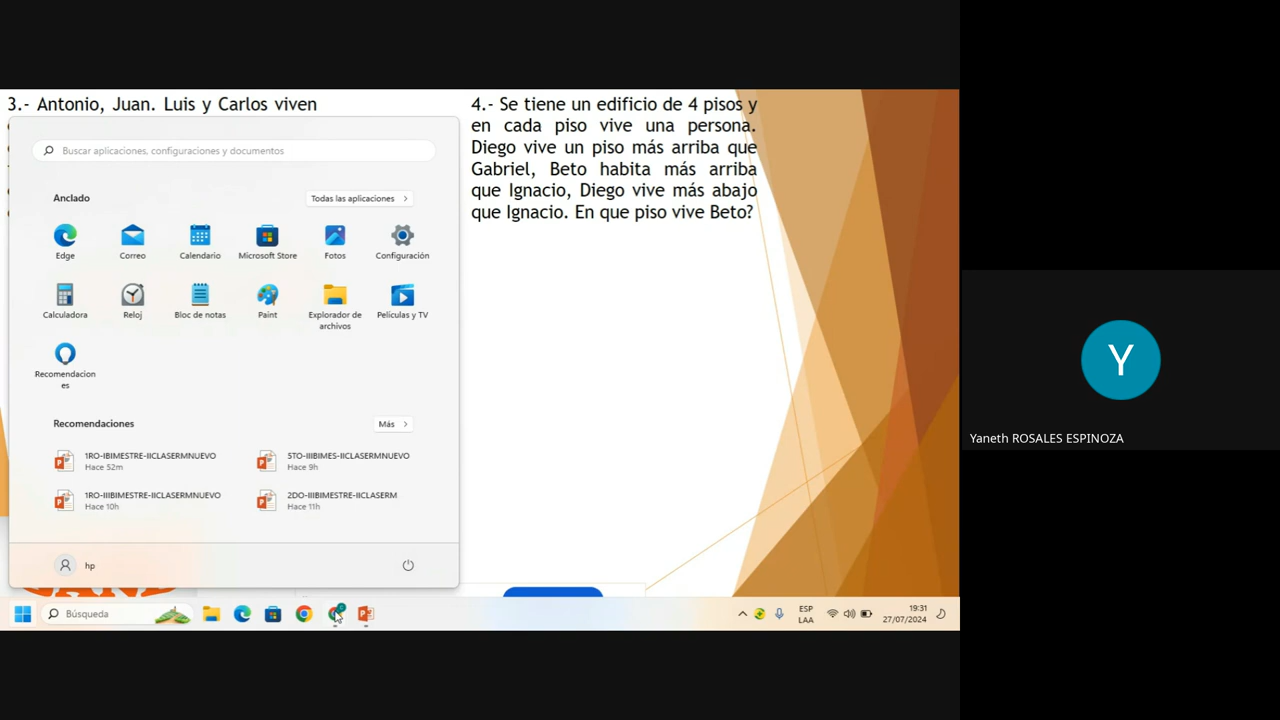 3.- Antonio, Juan. Luis y Carlos viven
4.- Se tiene un edificio de 4 pisos y
en cada piso vive una persona.
Diego vive un piso más arriba que
Gabriel, Beto habita más arriba
que Ignacio, Diego vive más abajo
que Ignacio. En que piso vive Beto?
Buscar aplicaciones, configuraciones y documentos
Anclado
Todas las aplicaciones
Edge
Correo
Calendario
Microsoft Store
Fotos
Configuración
Calculadora
Reloj
Bloc de notas
Paint
Explorador de
archivos
Películas y TV
Recomendacion
es
Recomendaciones
Más
1RO-IBIMESTRE-IICLASERMNUEVO
Hace 52m
5TO-IIIBIMES-IICLASERMNUEVO
Hace 9h
1RO-IIIBIMESTRE-IICLASERMNUEVO
Hace 10h
2DO-IIIBIMESTRE-IICLASERM
Hace 11h
hp
Búsqueda
ESP
LAA
19:31
27/07/2024
Y
Yaneth ROSALES ESPINOZA